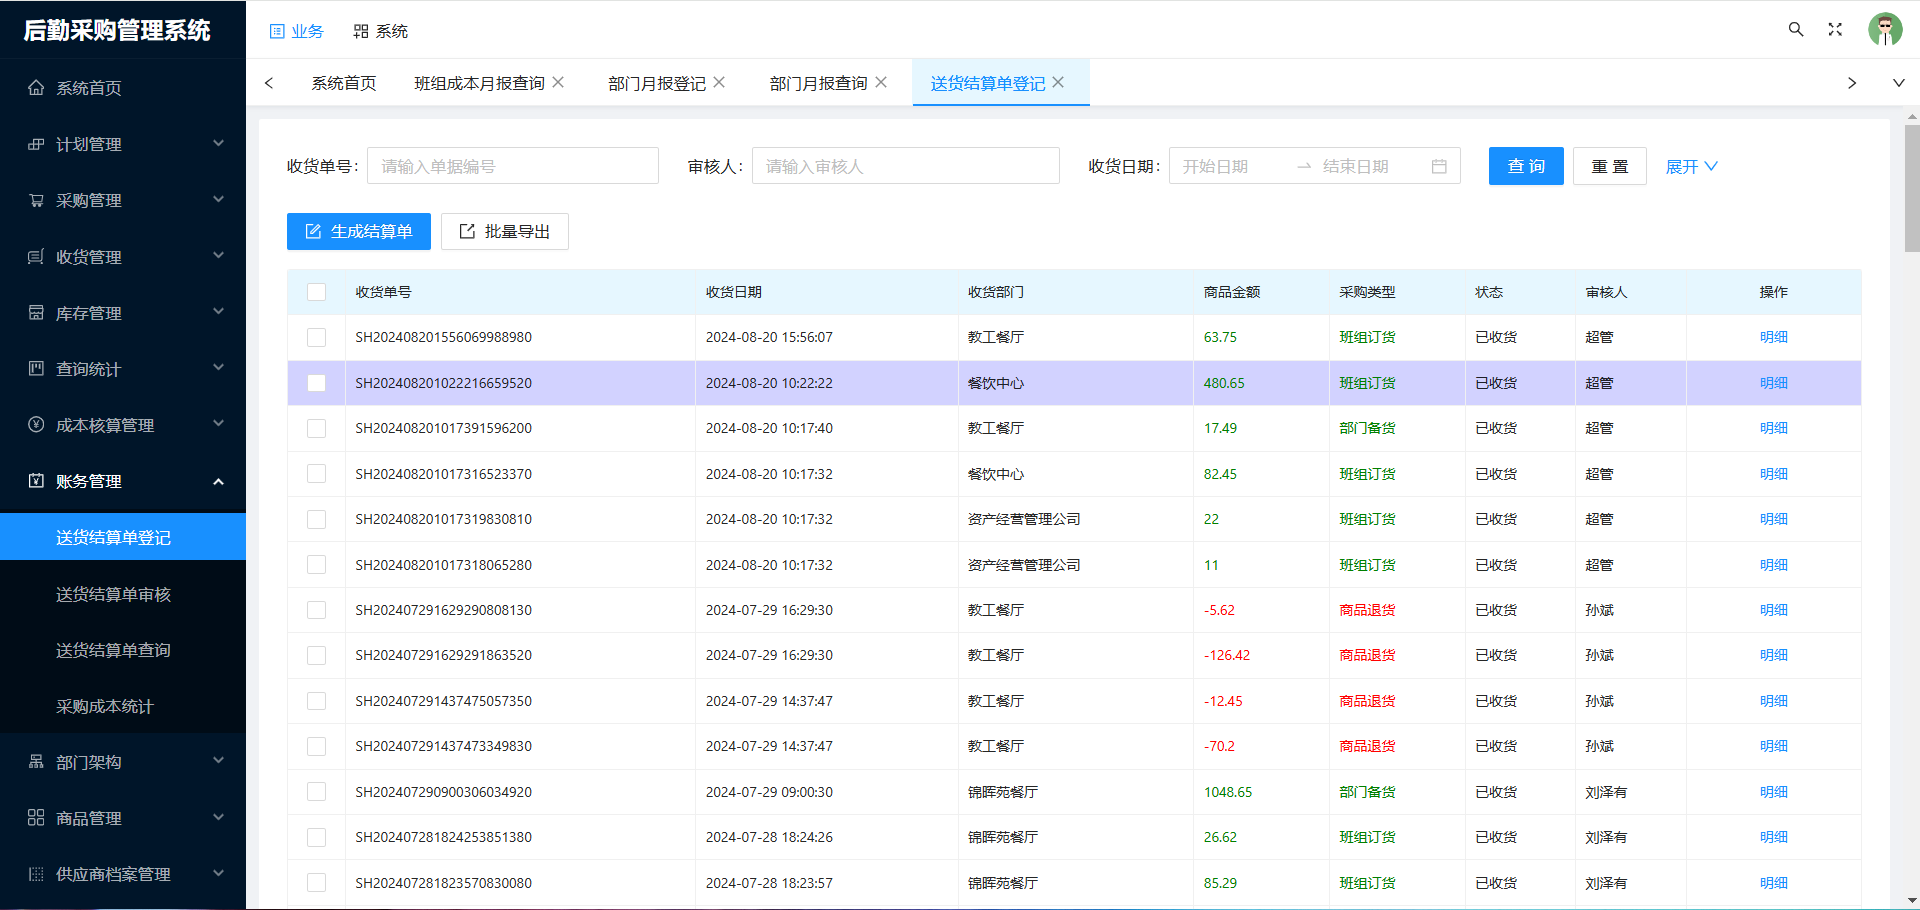 后勤采购管理系统
业务 系统
系统首页 班组成本月报查询 部门月报登记 部门月报查询 送货结算单登记
系统首页
计划管理
采购管理
收货管理
库存管理
查询统计
成本核算管理
账务管理
送货结算单登记
送货结算单审核
送货结算单查询
采购成本统计
部门架构
商品管理
供应商档案管理
收货单号: 请输入单据编号 审核人: 请输入审核人 收货日期: 开始日期 → 结束日期 查询 重置 展开
生成结算单 批量导出
收货单号 收货日期 收货部门 商品金额 采购类型 状态 审核人 操作
SH202408201556069988980 2024-08-20 15:56:07 教工餐厅 63.75 班组订货 已收货 超管 明细
SH202408201022216659520 2024-08-20 10:22:22 餐饮中心 480.65 班组订货 已收货 超管 明细
SH202408201017391596200 2024-08-20 10:17:40 教工餐厅 17.49 部门备货 已收货 超管 明细
SH202408201017316523370 2024-08-20 10:17:32 餐饮中心 82.45 班组订货 已收货 超管 明细
SH202408201017319830810 2024-08-20 10:17:32 资产经营管理公司 22 班组订货 已收货 超管 明细
SH202408201017318065280 2024-08-20 10:17:32 资产经营管理公司 11 班组订货 已收货 超管 明细
SH202407291629290808130 2024-07-29 16:29:30 教工餐厅 -5.62 商品退货 已收货 孙斌 明细
SH202407291629291863520 2024-07-29 16:29:30 教工餐厅 -126.42 商品退货 已收货 孙斌 明细
SH202407291437475057350 2024-07-29 14:37:47 教工餐厅 -12.45 商品退货 已收货 孙斌 明细
SH202407291437473349830 2024-07-29 14:37:47 教工餐厅 -70.2 商品退货 已收货 孙斌 明细
SH202407290900306034920 2024-07-29 09:00:30 锦晖苑餐厅 1048.65 部门备货 已收货 刘泽有 明细
SH202407281824253851380 2024-07-28 18:24:26 锦晖苑餐厅 26.62 班组订货 已收货 刘泽有 明细
SH202407281823570830080 2024-07-28 18:23:57 锦晖苑餐厅 85.29 班组订货 已收货 刘泽有 明细